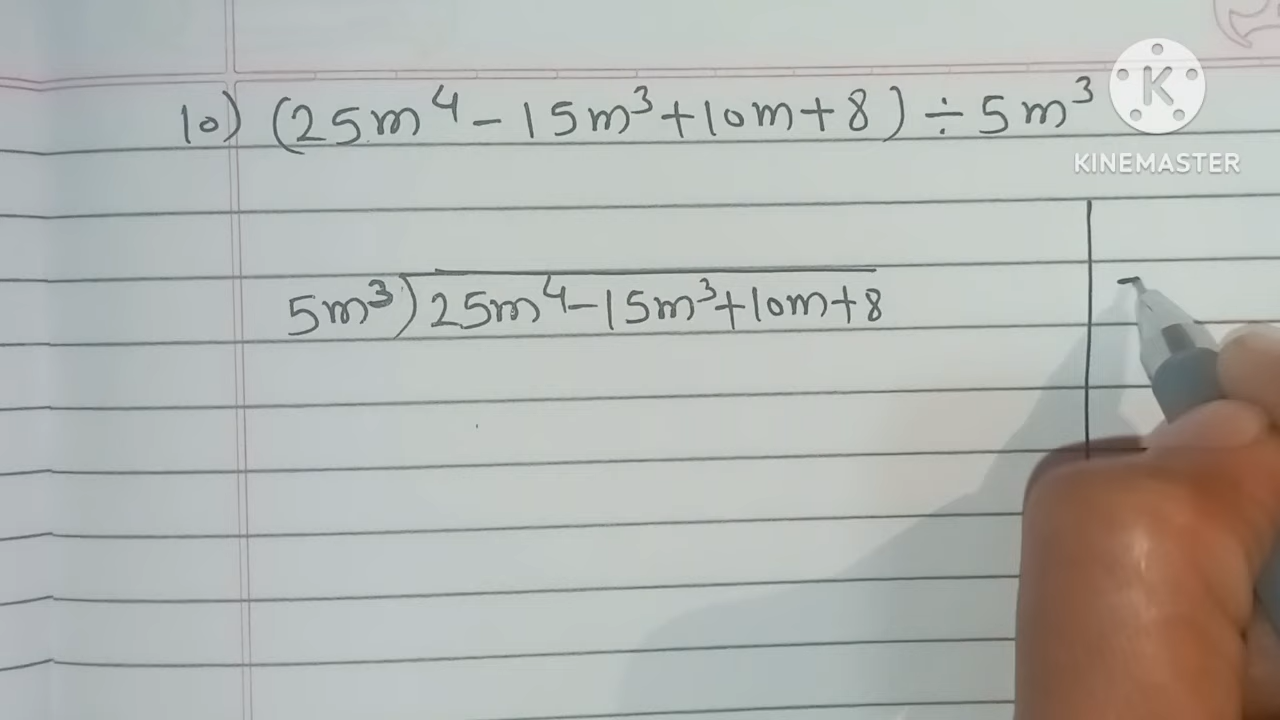 10) (25m⁴ - 15m³ + 10m + 8) ÷ 5m³
K
KINEMASTER
5m³ ) 25m⁴ - 15m³ + 10m + 8